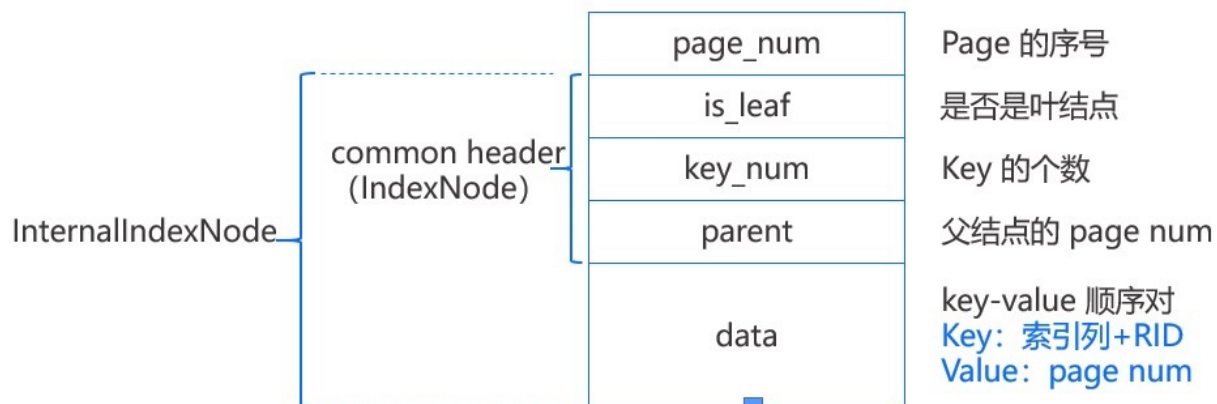 page_num Page 的序号
is_leaf 是否是叶结点
common header
(IndexNode)
key_num Key 的个数
InternalIndexNode
parent 父结点的 page num
data
key-value 顺序对
Key：索引列+RID
Value：page num